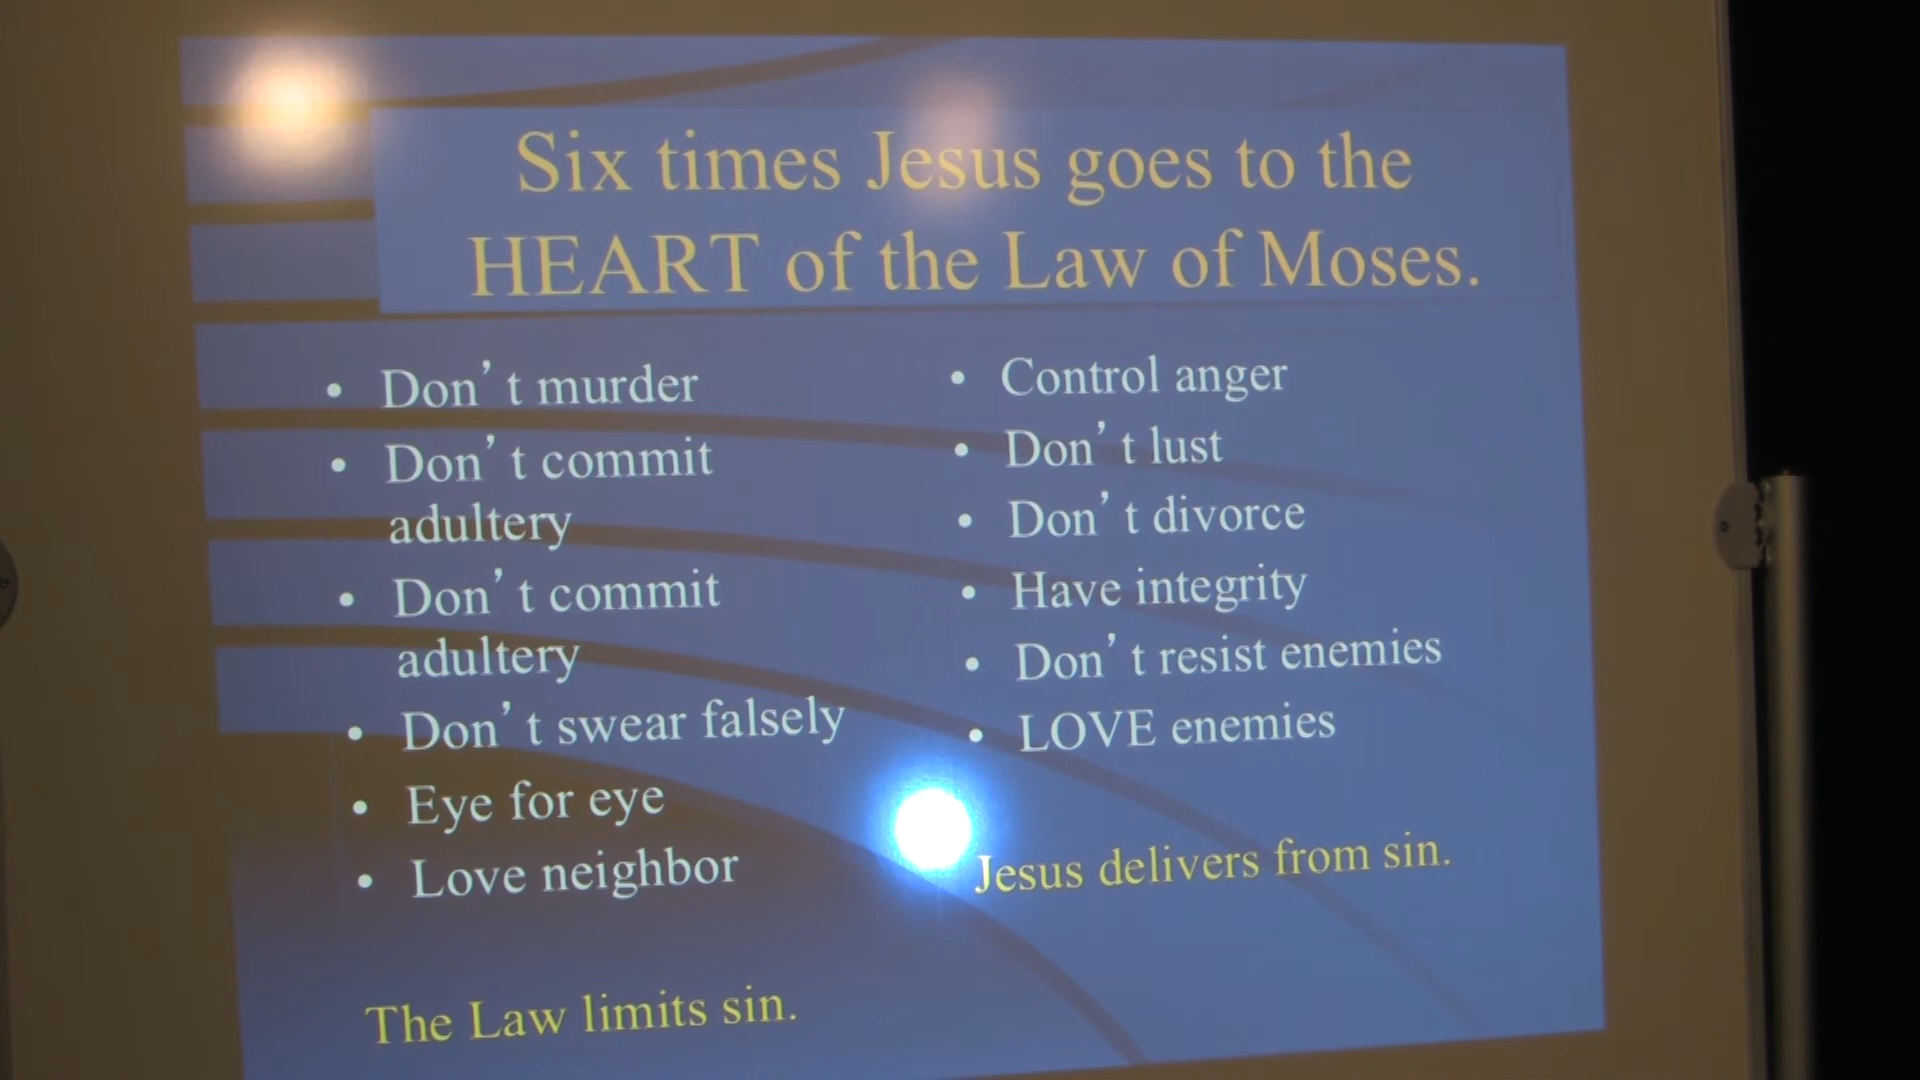 Six times Jesus goes to the
HEART of the Law of Moses.
• Don't murder
• Don't commit
adultery
• Don't commit
adultery
• Don't swear falsely
• Eye for eye
• Love neighbor
The Law limits sin.
• Control anger
• Don't lust
• Don't divorce
• Have integrity
• Don't resist enemies
• LOVE enemies
Jesus delivers from sin.